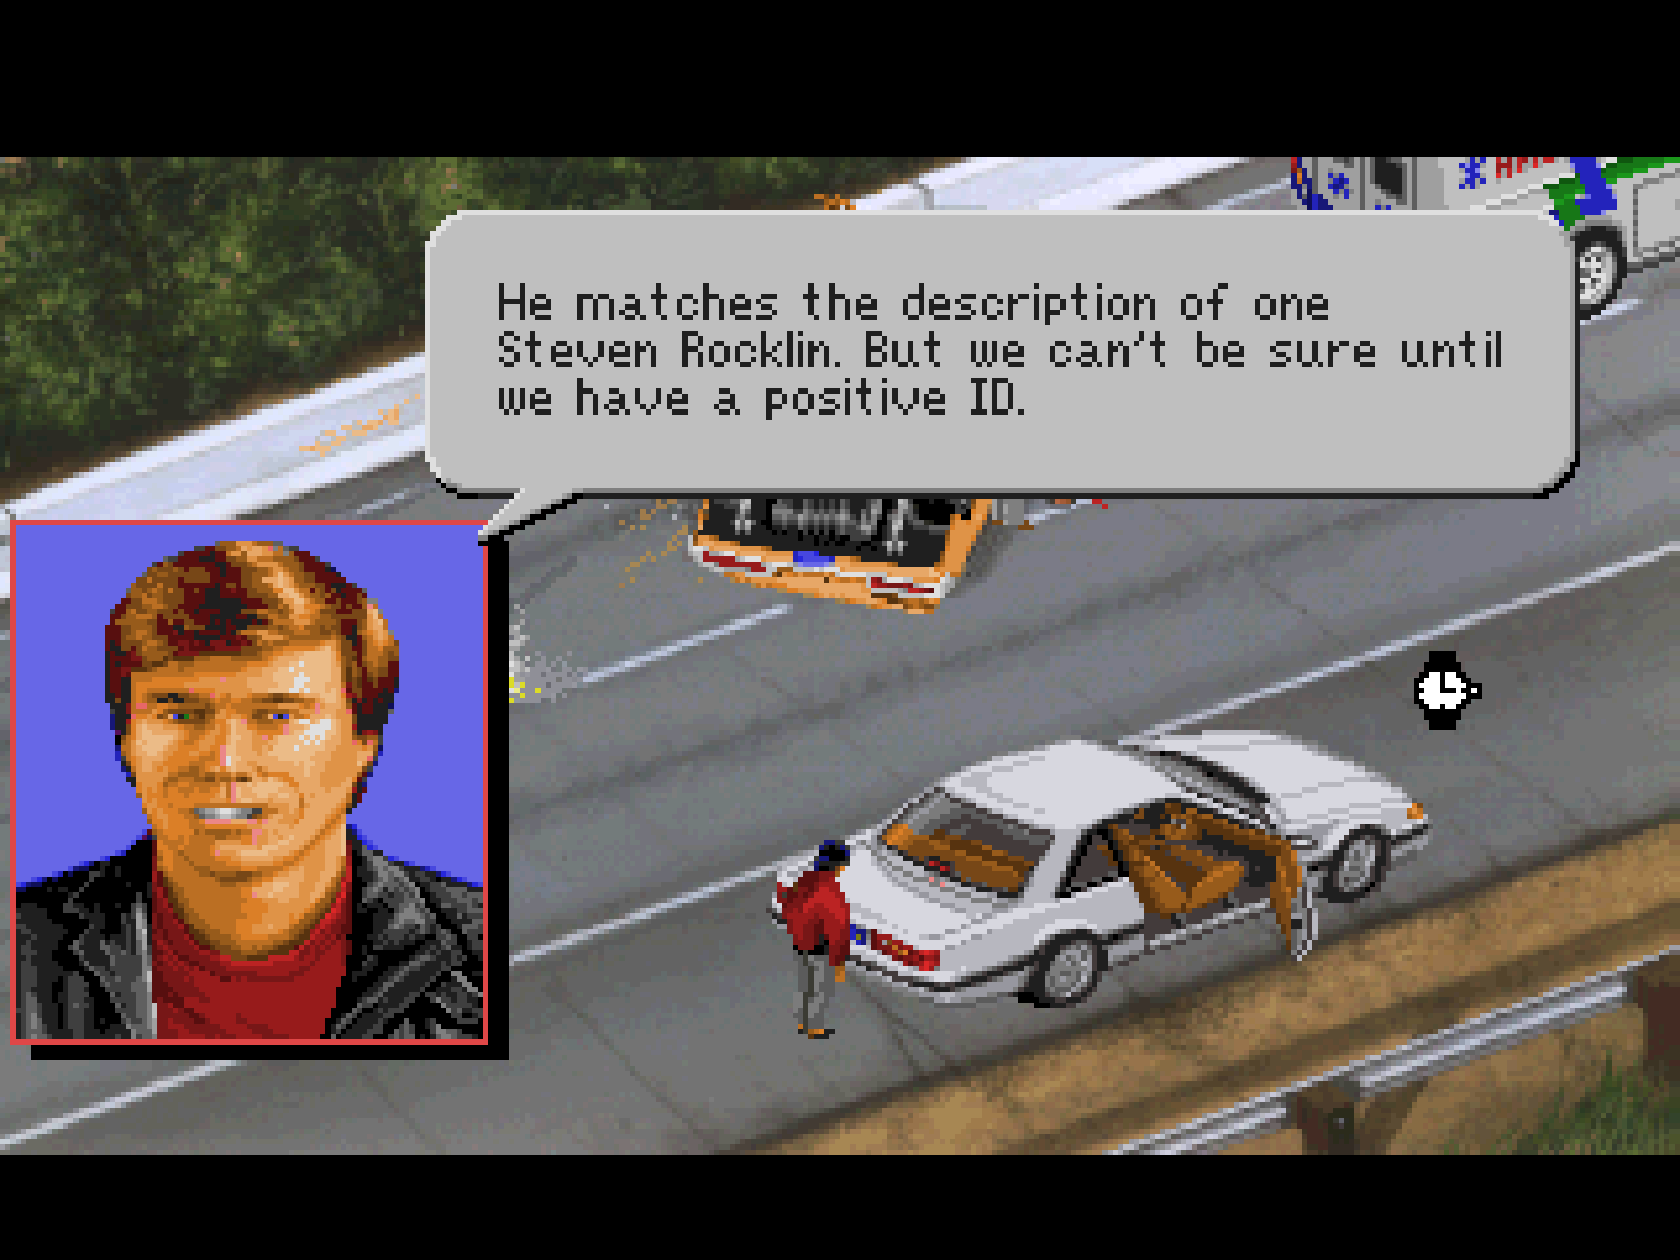 He matches the description of one
Steven Rocklin. But we can't be sure until
we have a positive ID.